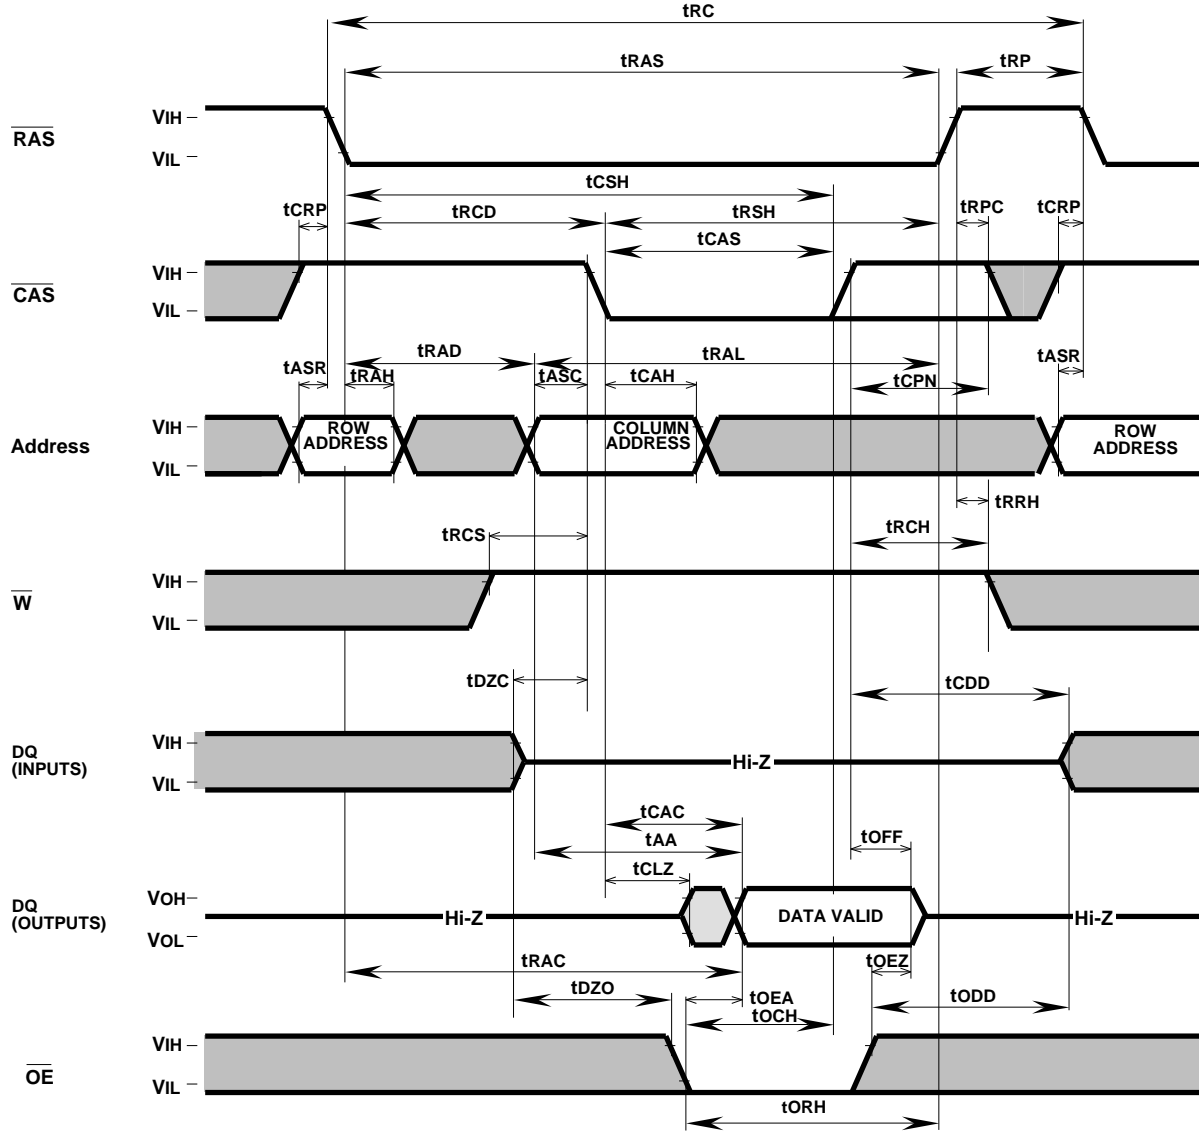 tRC
tRAS
tRP
RAS
VIH
VIL
tCSH
tCRP
tRCD
tRSH
tRPC
tCRP
tCAS
CAS
VIH
VIL
tRAD
tRAL
tASR
tASR
tRAH
tASC
tCAH
tCPN
Address
VIH
VIL
ROW
ADDRESS
COLUMN
ADDRESS
ROW
ADDRESS
tRRH
tRCS
tRCH
W
VIH
VIL
tDZC
tCDD
DQ
(INPUTS)
VIH
VIL
Hi-Z
tCAC
tAA
tOFF
tCLZ
DQ
(OUTPUTS)
VOH
VOL
Hi-Z
DATA VALID
Hi-Z
tRAC
tOEZ
tDZO
tOEA
tODD
tOCH
OE
VIH
VIL
tORH